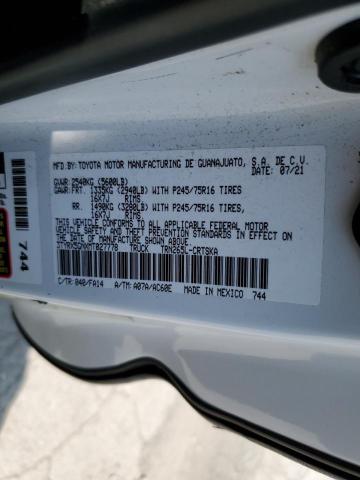 MFD.BY:TOYOTA MOTOR MANUFACTURING DE GUANAJUATO, S.A. DE C.V.
DATE: 07/21
GVWR:2540KG (5600LB)
GAWR:FRT. 1335KG (2940LB) WITH P245/75R16 TIRES
16X7J RIMS
RR. 1490KG (3280LB) WITH P245/75R16 TIRES
16X7J RIMS
THIS VEHICLE CONFORMS TO ALL APPLICABLE FEDERAL MOTOR
VEHICLE SAFETY AND THEFT PREVENTION STANDARDS IN EFFECT
ON THE DATE OF MANUFACTURE SHOWN ABOVE.
TRUCK TRN265L-CRTSKA
C/TR:040/FA14 A/TM:A07A/AC60E MADE IN MEXICO 744
744